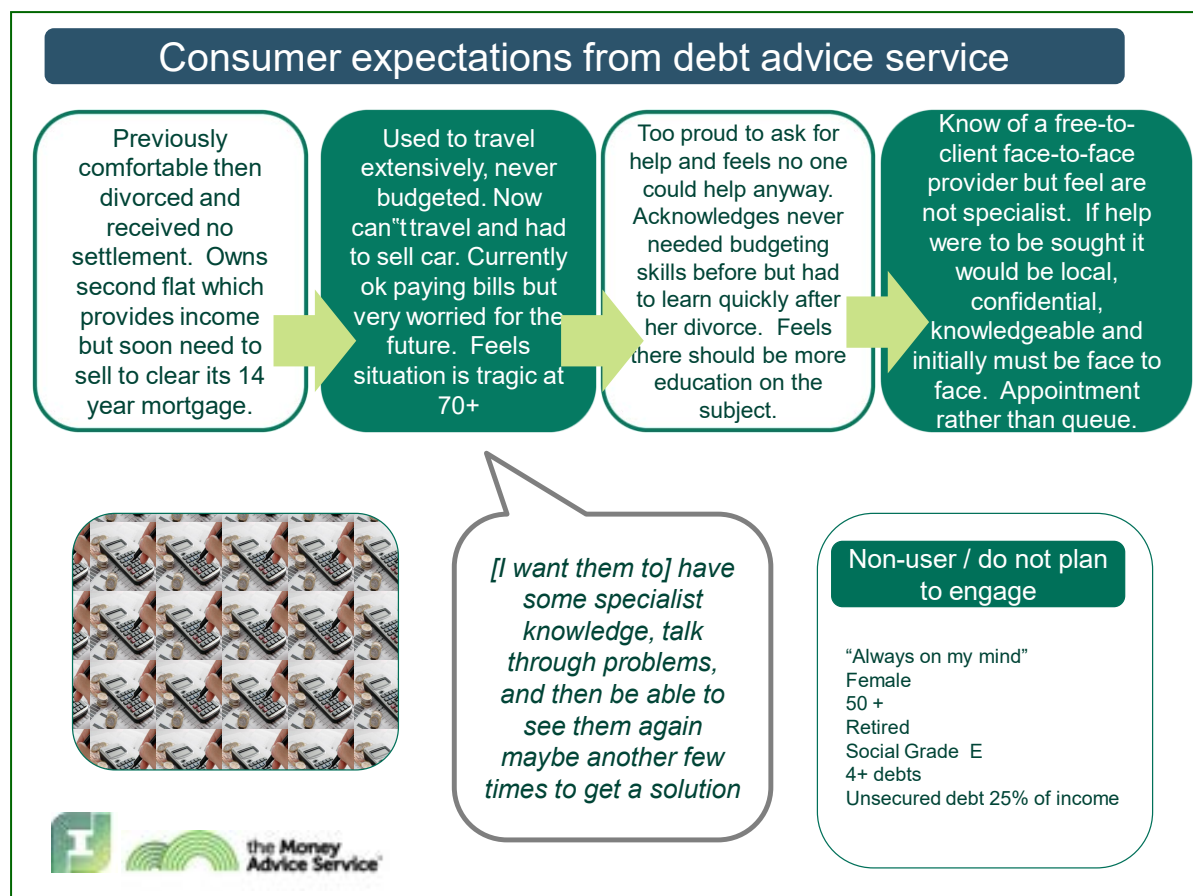 Consumer expectations from debt advice service
Previously
comfortable then
divorced and
received no
settlement.  Owns
second flat which
provides income
but soon need to
sell to clear its 14
year mortgage.
Used to travel
extensively, never
budgeted. Now
can‟t travel and had
to sell car. Currently
ok paying bills but
very worried for the
future.  Feels
situation is tragic at
70+
Too proud to ask for
help and feels no one
could help anyway.
Acknowledges never
needed budgeting
skills before but had
to learn quickly after
her divorce.  Feels
there should be more
education on the
subject.
Know of a free-to-
client face-to-face
provider but feel are
not specialist.  If help
were to be sought it
would be local,
confidential,
knowledgeable and
initially must be face to
face.  Appointment
rather than queue.
[I want them to] have
some specialist
knowledge, talk
through problems,
and then be able to
see them again
maybe another few
times to get a solution
Non-user / do not plan
to engage
“Always on my mind”
Female
50 +
Retired
Social Grade  E
4+ debts
Unsecured debt 25% of income
the Money
Advice Service